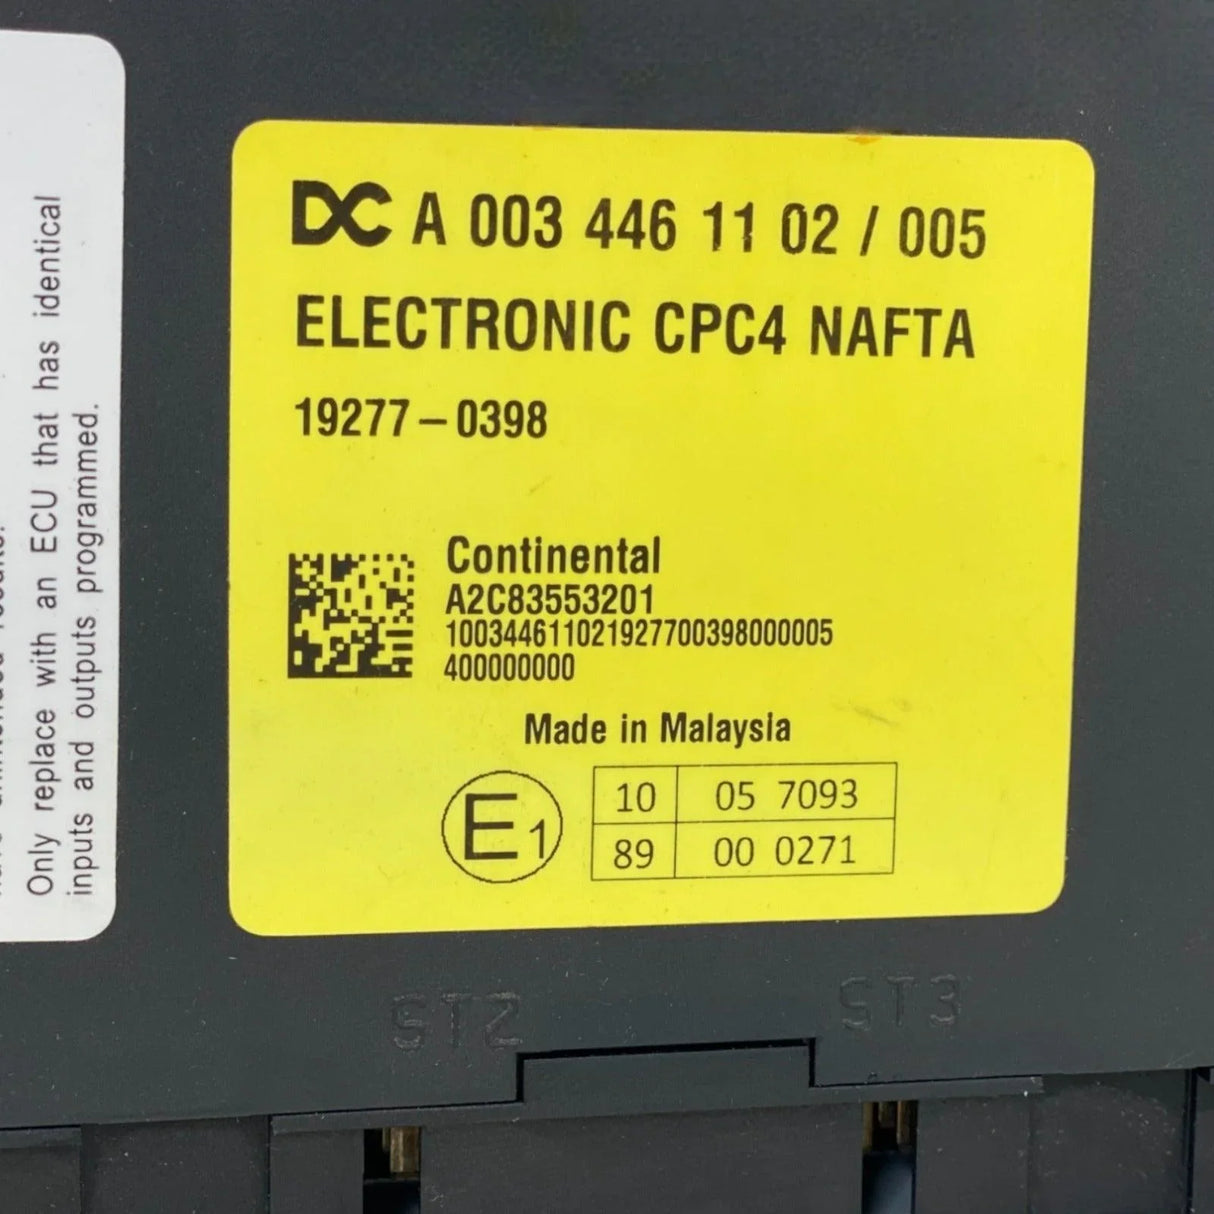 Only replace with an ECU that has identical
inputs and outputs programmed.
DC A 003 446 11 02 / 005
ELECTRONIC CPC4 NAFTA
19277 – 0398
Continental
A2C83553201
100344611021927700398000005
400000000
Made in Malaysia
E1
10 05 7093
89 00 0271
ST2 ST3